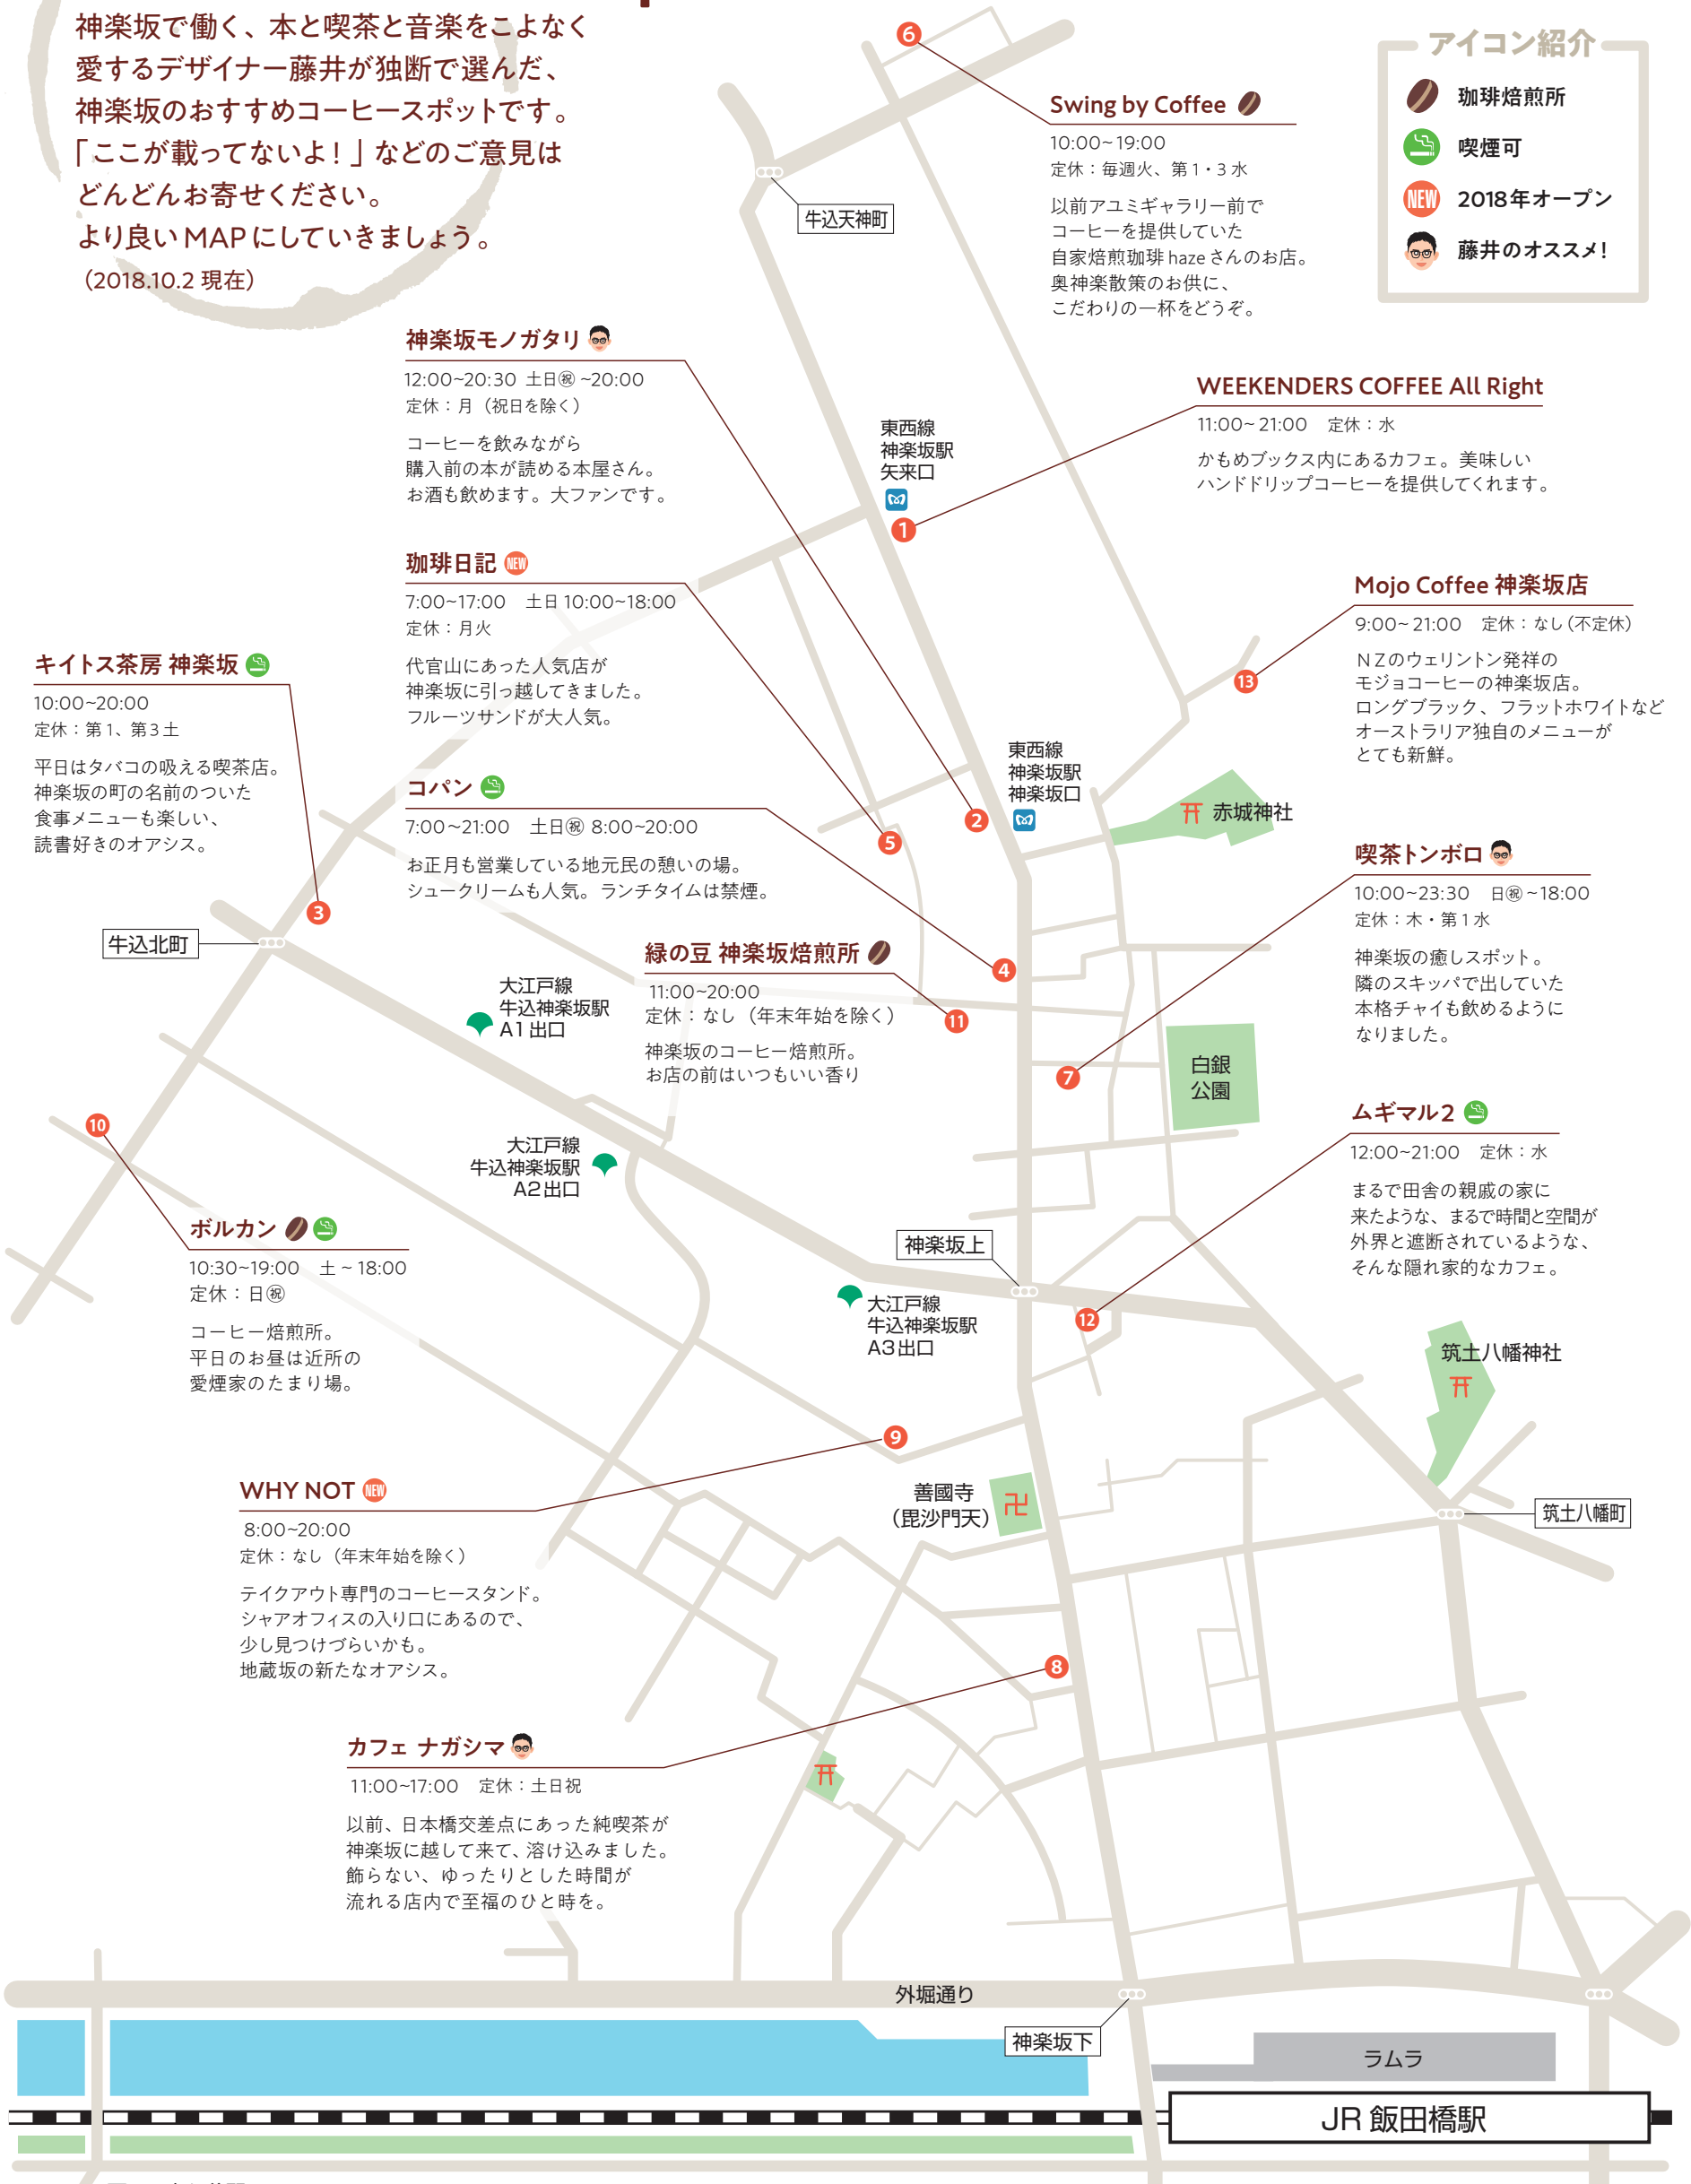 神楽坂で働く、本と喫茶と音楽をこよなく
愛するデザイナー藤井が独断で選んだ、
神楽坂のおすすめコーヒースポットです。
「ここが載ってないよ！」などのご意見は
どんどんお寄せください。
より良いMAPにしていきましょう。
（2018.10.2 現在）
アイコン紹介
珈琲焙煎所
喫煙可
NEW 2018年オープン
藤井のオススメ！
6
Swing by Coffee
10:00~19:00
定休：毎週火、第1・3水
以前アユミギャラリー前で
コーヒーを提供していた
自家焙煎珈琲 haze さんのお店。
奥神楽散策のお供に、
こだわりの一杯をどうぞ。
牛込天神町
神楽坂モノガタリ
12:00~20:30 土日㊗~20:00
定休：月（祝日を除く）
コーヒーを飲みながら
購入前の本が読める本屋さん。
お酒も飲めます。大ファンです。
東西線
神楽坂駅
矢来口
1
WEEKENDERS COFFEE All Right
11:00~21:00 定休：水
かもめブックス内にあるカフェ。美味しい
ハンドドリップコーヒーを提供してくれます。
珈琲日記 NEW
7:00~17:00 土日 10:00~18:00
定休：月火
代官山にあった人気店が
神楽坂に引っ越してきました。
フルーツサンドが大人気。
Mojo Coffee 神楽坂店
9:00~21:00 定休：なし（不定休）
NZのウェリントン発祥の
モジョコーヒーの神楽坂店。
ロングブラック、フラットホワイトなど
オーストラリア独自のメニューが
とても新鮮。
13
キイトス茶房 神楽坂
10:00~20:00
定休：第1、第3土
平日はタバコの吸える喫茶店。
神楽坂の町の名前のついた
食事メニューも楽しい、
読書好きのオアシス。
3
東西線
神楽坂駅
神楽坂口
2
5
赤城神社
コパン
7:00~21:00 土日㊗ 8:00~20:00
お正月も営業している地元民の憩いの場。
シュークリームも人気。ランチタイムは禁煙。
4
喫茶トンボロ
10:00~23:30 日㊗~18:00
定休：木・第1水
神楽坂の癒しスポット。
隣のスキッパで出していた
本格チャイも飲めるように
なりました。
牛込北町
緑の豆 神楽坂焙煎所
11:00~20:00
定休：なし（年末年始を除く）
神楽坂のコーヒー焙煎所。
お店の前はいつもいい香り
11
大江戸線
牛込神楽坂駅
A1出口
7
白銀
公園
10
大江戸線
牛込神楽坂駅
A2出口
ムギマル2
12:00~21:00 定休：水
まるで田舎の親戚の家に
来たような、まるで時間と空間が
外界と遮断されているような、
そんな隠れ家的なカフェ。
ボルカン
10:30~19:00 土~18:00
定休：日㊗
コーヒー焙煎所。
平日のお昼は近所の
愛煙家のたまり場。
神楽坂上
大江戸線
牛込神楽坂駅
A3出口
12
筑土八幡神社
9
WHY NOT NEW
8:00~20:00
定休：なし（年末年始を除く）
テイクアウト専門のコーヒースタンド。
シャアオフィスの入り口にあるので、
少し見つけづらいかも。
地蔵坂の新たなオアシス。
善國寺
（毘沙門天）
卍
筑土八幡町
8
カフェ ナガシマ
11:00~17:00 定休：土日祝
以前、日本橋交差点にあった純喫茶が
神楽坂に越して来て、溶け込みました。
飾らない、ゆったりとした時間が
流れる店内で至福のひと時を。
外堀通り
神楽坂下
ラムラ
JR 飯田橋駅